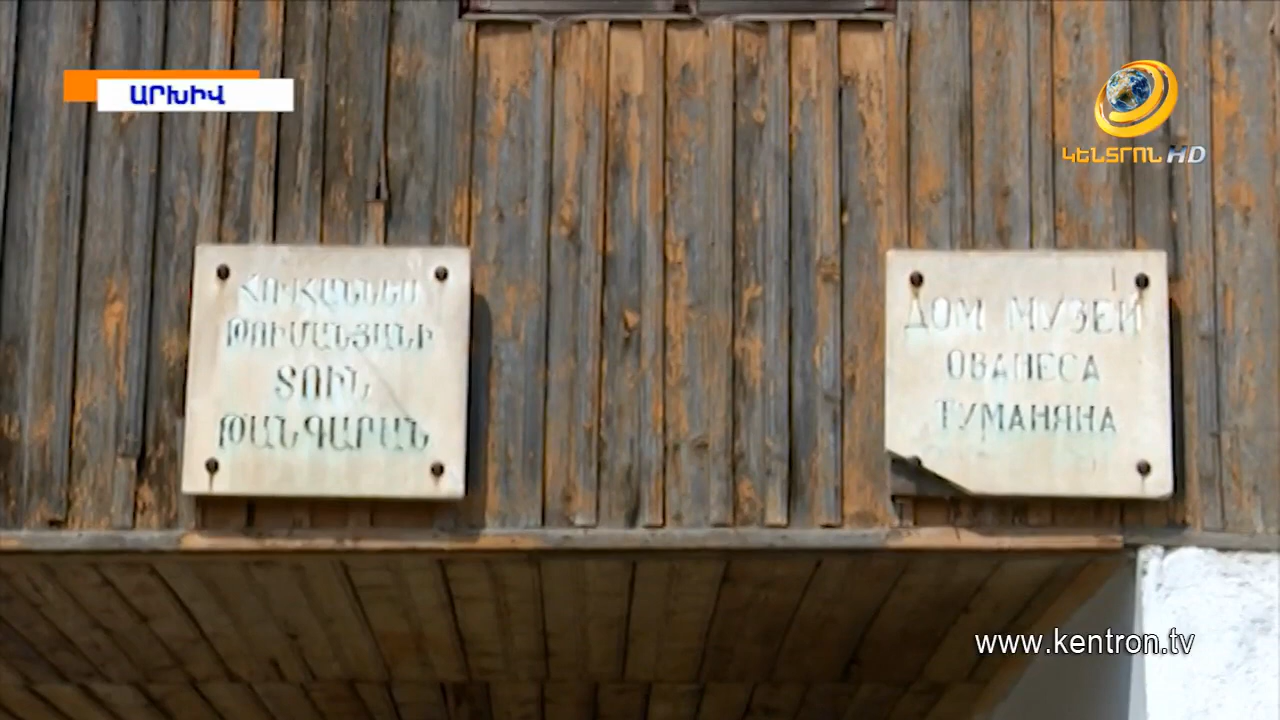 ԱՐԽԻՎ
ԿԵՆՏՐՈՆ HD
ՀՈՎՀԱՆՆԵՍ
ԹՈՒՄԱՆՅԱՆԻ
ՏՈՒՆ
ԹԱՆԳԱՐԱՆ
ДОМ МУЗЕЙ
ОВАНЕСА
ТУМАНЯНА
www.kentron.tv